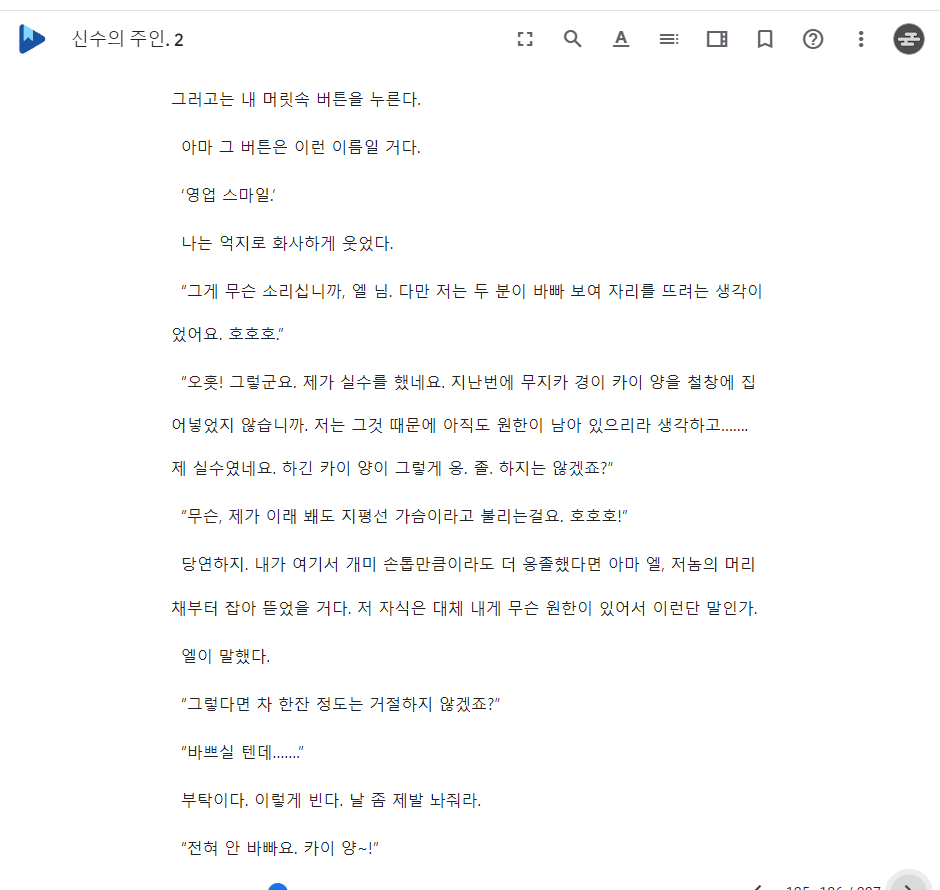 신수의 주인. 2
그러고는 내 머릿속 버튼을 누른다.
아마 그 버튼은 이런 이름일 거다.
‘영업 스마일.’
나는 억지로 화사하게 웃었다.
“그게 무슨 소리십니까, 엘 님. 다만 저는 두 분이 바빠 보여 자리를 뜨려는 생각이
었어요. 호호호.”
“오홋! 그렇군요. 제가 실수를 했네요. 지난번에 무지카 경이 카이 양을 철창에 집
어넣었지 않습니까. 저는 그것 때문에 아직도 원한이 남아 있으리라 생각하고.......
제 실수였네요. 하긴 카이 양이 그렇게 옹. 졸. 하지는 않겠죠?”
“무슨, 제가 이래 봬도 지평선 가슴이라고 불리는걸요. 호호호!”
당연하지. 내가 여기서 개미 손톱만큼이라도 더 옹졸했다면 아마 엘, 저놈의 머리
채부터 잡아 뜯었을 거다. 저 자식은 대체 내게 무슨 원한이 있어서 이런단 말인가.
엘이 말했다.
“그렇다면 차 한잔 정도는 거절하지 않겠죠?”
“바쁘실 텐데.......”
부탁이다. 이렇게 빈다. 날 좀 제발 놔줘라.
“전혀 안 바빠요. 카이 양~!”